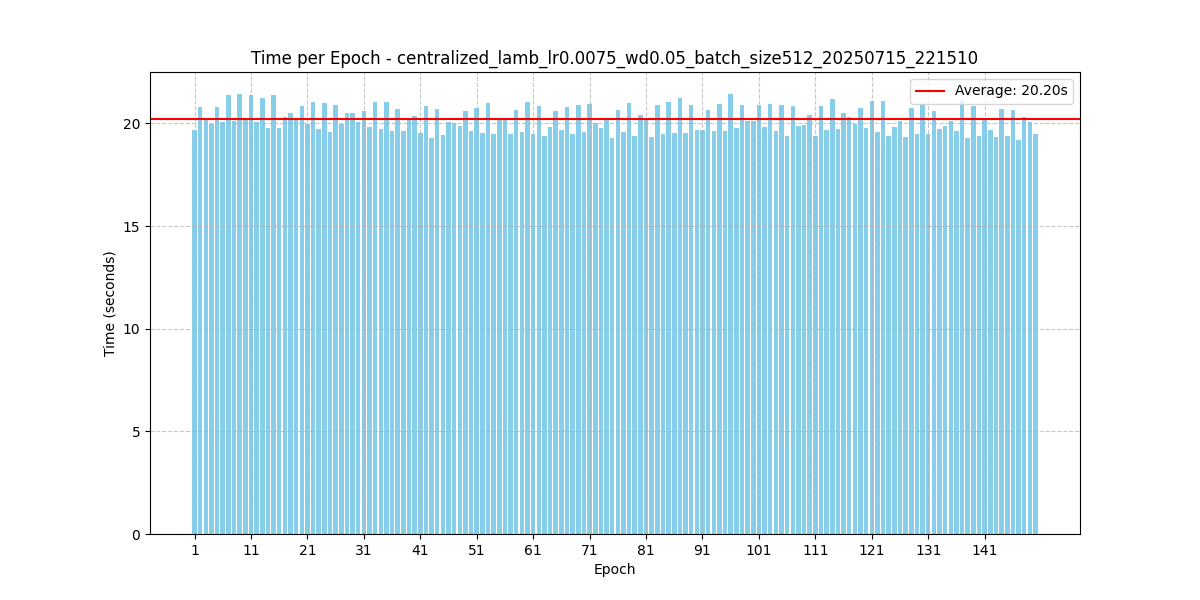 Time per Epoch - centralized_lamb_lr0.0075_wd0.05_batch_size512_20250715_221510
Average: 20.20s
20
15
10
5
0
Time (seconds)
1 11 21 31 41 51 61 71 81 91 101 111 121 131 141
Epoch